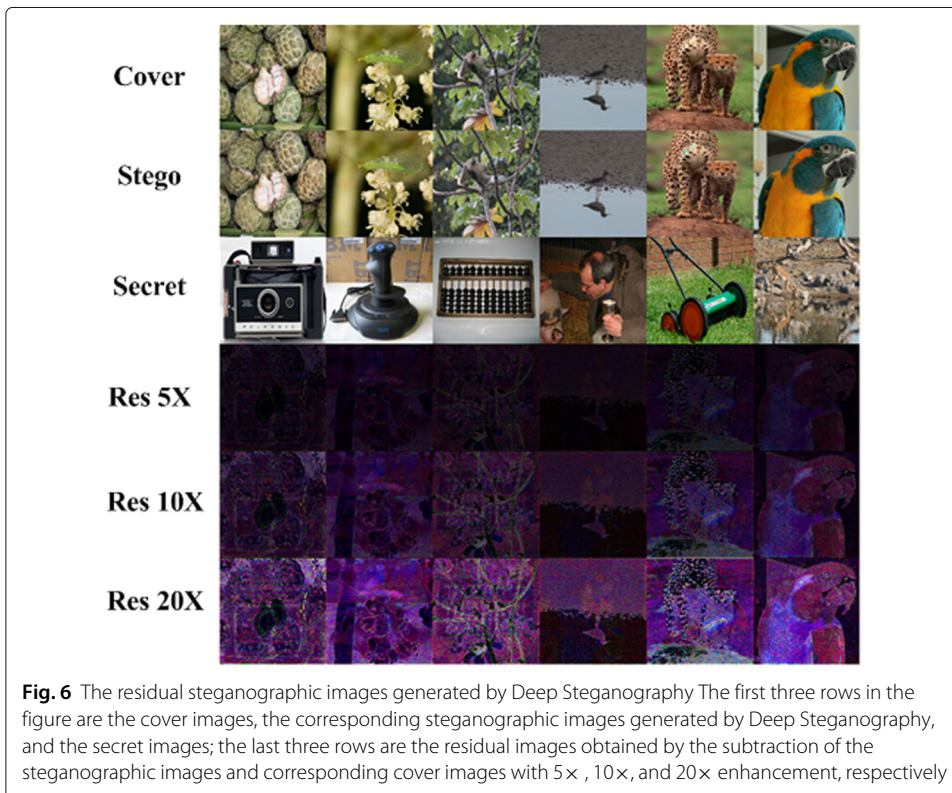 Cover
Stego
Secret
Res 5X
Res 10X
Res 20X
Fig. 6 The residual steganographic images generated by Deep Steganography The first three rows in the
figure are the cover images, the corresponding steganographic images generated by Deep Steganography,
and the secret images; the last three rows are the residual images obtained by the subtraction of the
steganographic images and corresponding cover images with 5× , 10×, and 20× enhancement, respectively